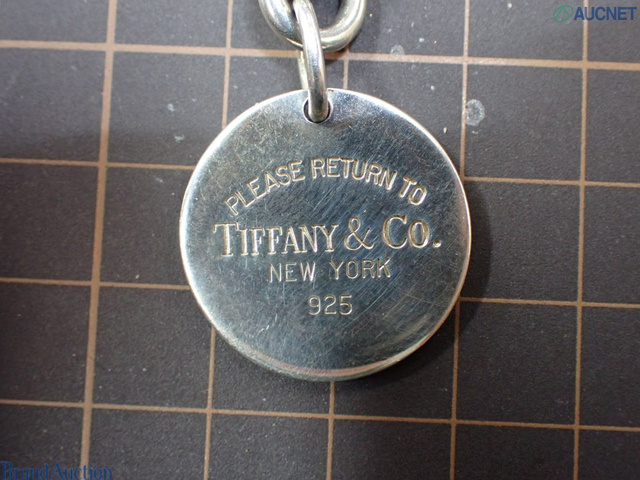 AUCNET
PLEASE RETURN TO
TIFFANY & CO.
NEW YORK
925
Brand Auction